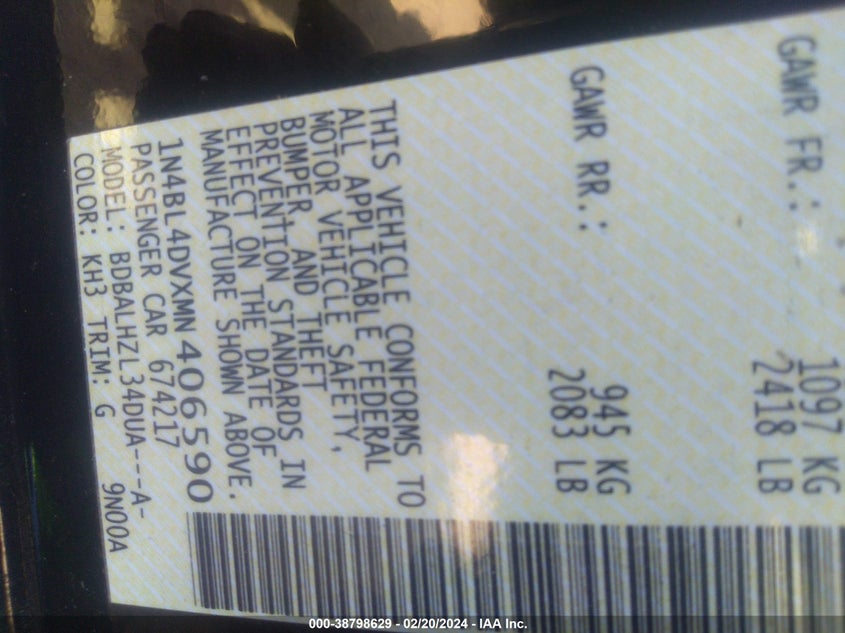 GAWR FR.: 1097 KG
2418 LB
GAWR RR.: 945 KG
2083 LB
THIS VEHICLE CONFORMS TO
ALL APPLICABLE FEDERAL
MOTOR VEHICLE SAFETY,
BUMPER, AND THEFT
PREVENTION STANDARDS IN
EFFECT ON THE DATE OF
MANUFACTURE SHOWN ABOVE.
1N4BL4DVXMN406590
PASSENGER CAR 674217
MODEL: BDBALHZL34DUA---A-
COLOR: KH3 TRIM: G 9N00A
000-38798629 - 02/20/2024 - IAA Inc.